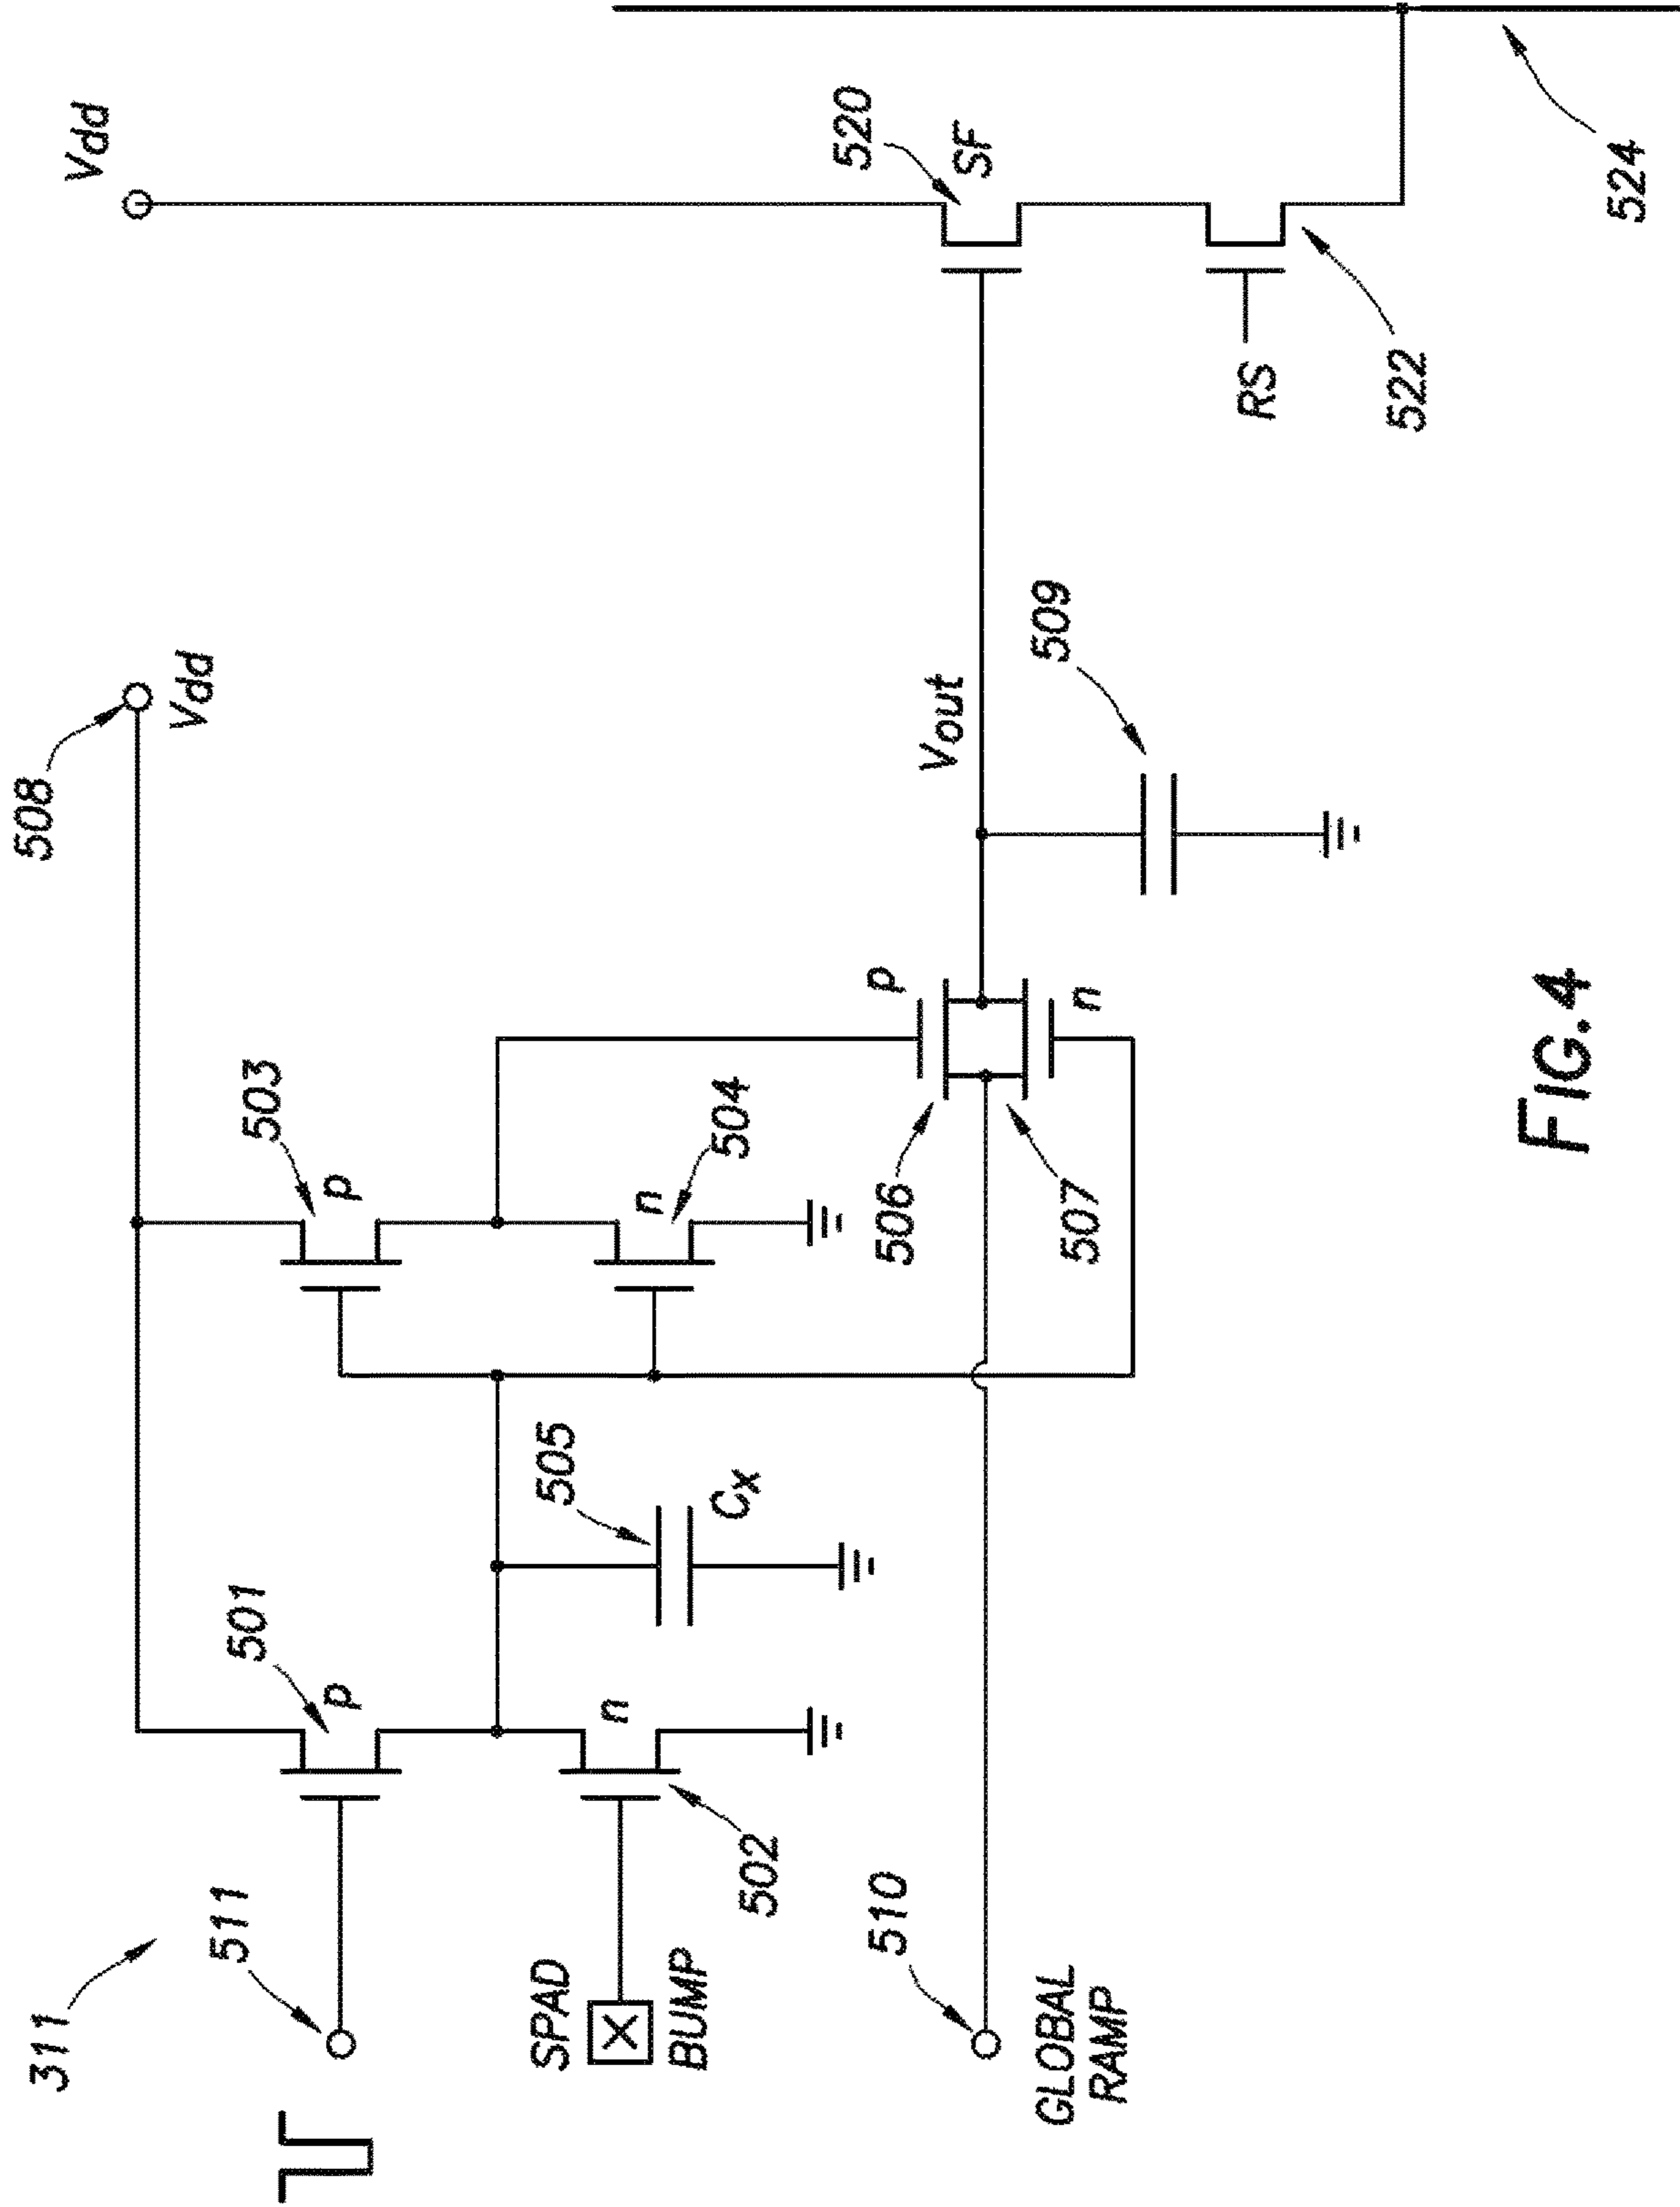 311
511
501
503
508
Vdd
Vdd
p
p
SPAD
BUMP
n
502
505
Cx
n
504
520
SF
510
GLOBAL
RAMP
506
507
p
n
Vout
509
RS
522
524
FIG.4